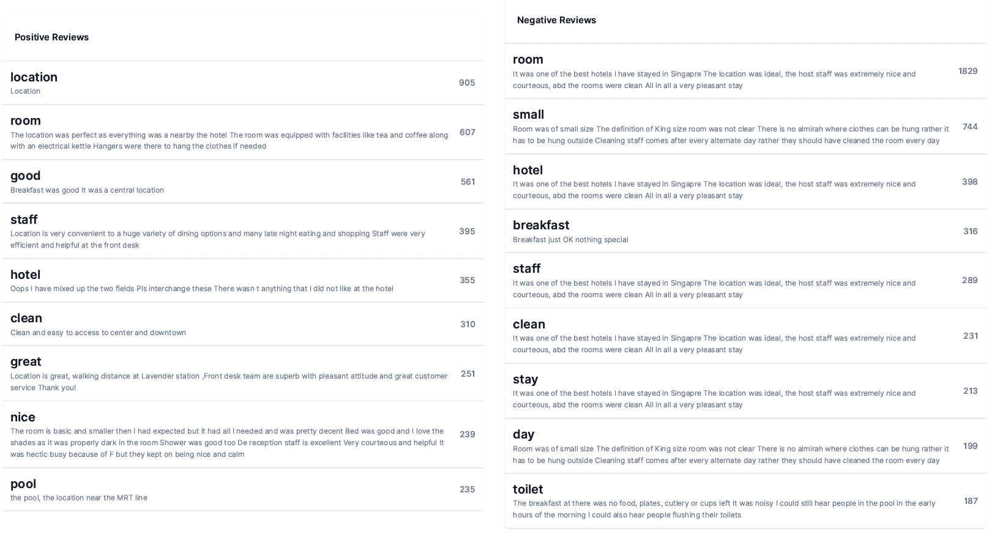 Positive Reviews
location
Location
905
room
The location was perfect as everything was a nearby the hotel The room was equipped with facilities like tea and coffee along
with an electrical kettle Hangers were there to hang the clothes if needed
607
good
Breakfast was good It was a central location
561
staff
Location is very convenient to a huge variety of dining options and many late night eating and shopping Staff were very
efficient and helpful at the front desk
395
hotel
Oops I have mixed up the two fields Pls interchange these There wasn t anything that I did not like at the hotel
355
clean
Clean and easy to access to center and downtown
310
great
Location is great, walking distance at Lavender station ,Front desk team are superb with pleasant attitude and great customer
service Thank you!
251
nice
The room is basic and smaller then I had expected but it had all I needed and was pretty decent Bed was good and I love the
shades as it was properly dark in the room Shower was good too De reception staff is excellent Very courteous and helpful It
was hectic busy because of F but they kept on being nice and calm
239
pool
the pool, the location near the MRT line
235
Negative Reviews
room
It was one of the best hotels I have stayed in Singapre The location was ideal, the host staff was extremely nice and
courteous, abd the rooms were clean All in all a very pleasant stay
1829
small
Room was of small size The definition of King size room was not clear There is no almirah where clothes can be hung rather it
has to be hung outside Cleaning staff comes after every alternate day rather they should have cleaned the room every day
744
hotel
It was one of the best hotels I have stayed in Singapre The location was ideal, the host staff was extremely nice and
courteous, abd the rooms were clean All in all a very pleasant stay
398
breakfast
Breakfast just OK nothing special
316
staff
It was one of the best hotels I have stayed in Singapre The location was ideal, the host staff was extremely nice and
courteous, abd the rooms were clean All in all a very pleasant stay
289
clean
It was one of the best hotels I have stayed in Singapre The location was ideal, the host staff was extremely nice and
courteous, abd the rooms were clean All in all a very pleasant stay
231
stay
It was one of the best hotels I have stayed in Singapre The location was ideal, the host staff was extremely nice and
courteous, abd the rooms were clean All in all a very pleasant stay
213
day
Room was of small size The definition of King size room was not clear There is no almirah where clothes can be hung rather it
has to be hung outside Cleaning staff comes after every alternate day rather they should have cleaned the room every day
199
toilet
The breakfast at there was no food, plates, cutlery or cups left It was noisy I could still hear people in the pool in the early
hours of the morning I could also hear people flushing their toilets
187